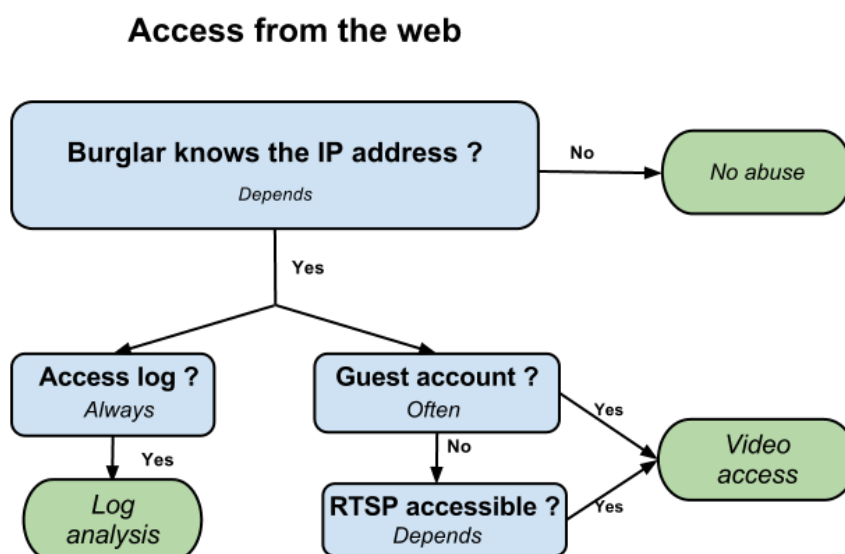 Access from the web
Burglar knows the IP address ?
Depends
No
No abuse
Yes
Access log ?
Always
Guest account ?
Often
Yes
Yes
No
Video
access
Log
analysis
RTSP accessible ?
Depends
Yes